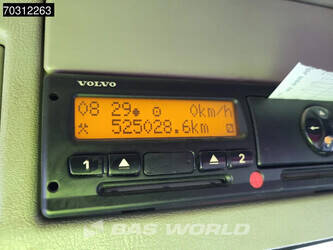 70312263
VOLVO
08 29 0km/h
525028.6km
1 2
BAS WORLD